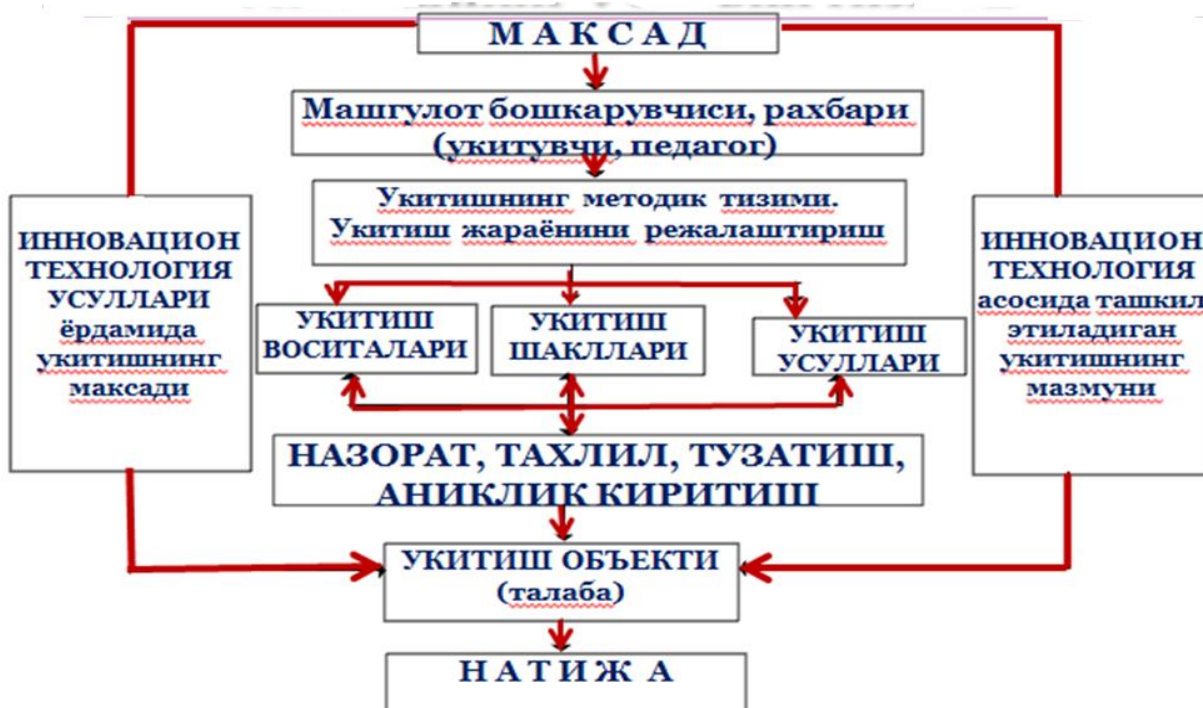 М А К С А Д
Машгулот бошкарувчиси, рахбари
(укитувчи, педагог)
Укитишнинг методик тизими.
Укитиш жараёнини режалаштириш
ИННОВАЦИОН
ТЕХНОЛОГИЯ
УСУЛЛАРИ
ёрдамида
укитишнинг
максади
УКИТИШ
ВОСИТАЛАРИ
УКИТИШ
ШАКЛЛАРИ
УКИТИШ
УСУЛЛАРИ
ИННОВАЦИОН
ТЕХНОЛОГИЯ
асосида ташкил
этиладиган
укитишнинг
мазмуни
НАЗОРАТ, ТАХЛИЛ, ТУЗАТИШ,
АНИКЛИК КИРИТИШ
УКИТИШ ОБЪЕКТИ
(талаба)
Н А Т И Ж А